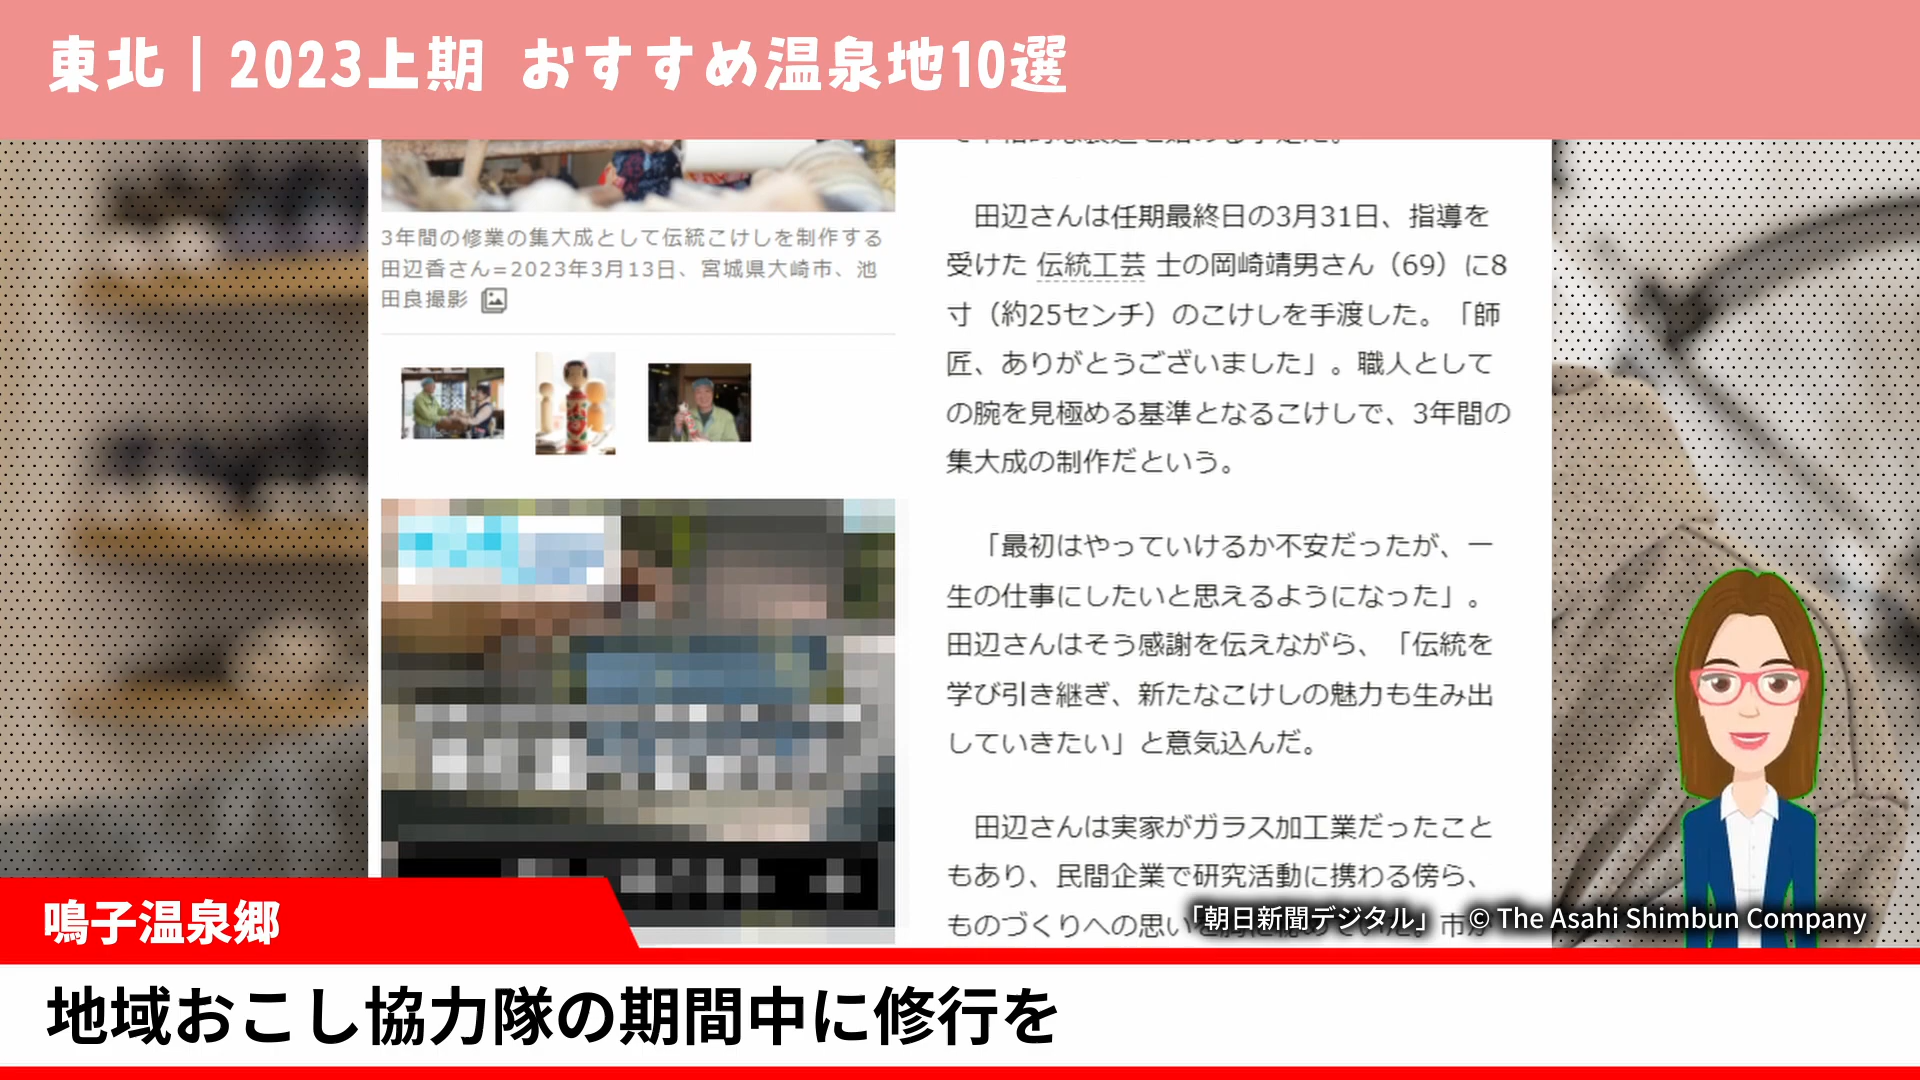 東北｜2023上期 おすすめ温泉地10選
3年間の修業の集大成として伝統こけしを制作する
田辺香さん=2023年3月13日、宮城県大崎市、池
田良撮影
田辺さんは任期最終日の3月31日、指導を
受けた 伝統工芸 士の岡崎靖男さん（69）に8
寸（約25センチ）のこけしを手渡した。「師
匠、ありがとうございました」。職人として
の腕を見極める基準となるこけしで、3年間の
集大成の制作だという。
「最初はやっていけるか不安だったが、一
生の仕事にしたいと思えるようになった」。
田辺さんはそう感謝を伝えながら、「伝統を
学び引き継ぎ、新たなこけしの魅力も生み出
していきたい」と意気込んだ。
田辺さんは実家がガラス加工業だったこと
もあり、民間企業で研究活動に携わる傍ら、
ものづくりへの思い
「朝日新聞デジタル」 © The Asahi Shimbun Company
鳴子温泉郷
地域おこし協力隊の期間中に修行を